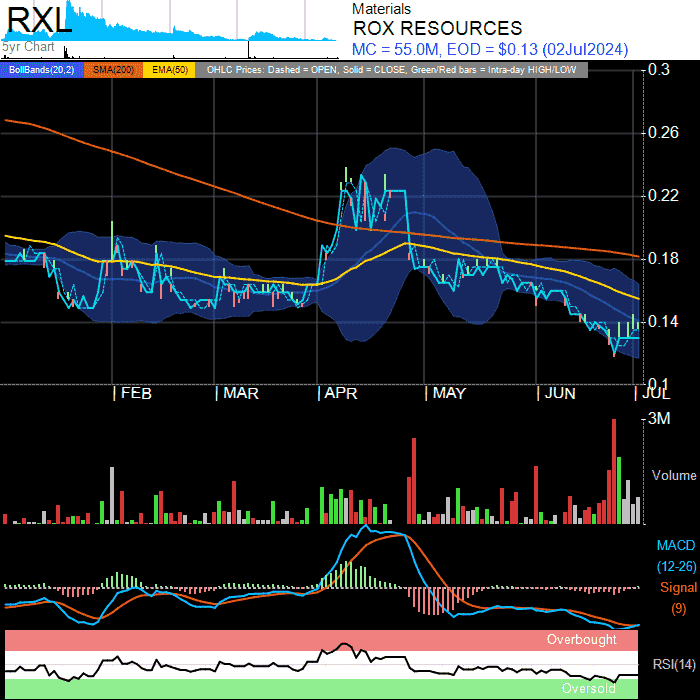 RXL
5yr Chart
Materials
ROX RESOURCES
MC = 55.0M, EOD = $0.13 (02Jul2024)
BollBands(20,2) SMA(200) EMA(50) OHLC Prices: Dashed = OPEN, Solid = CLOSE, Green/Red bars = Intra-day HIGH/LOW
0.3
0.26
0.22
0.18
0.14
0.1
FEB MAR APR MAY JUN JUL
3M
Volume
MACD
(12-26)
Signal
(9)
Overbought
RSI(14)
Oversold